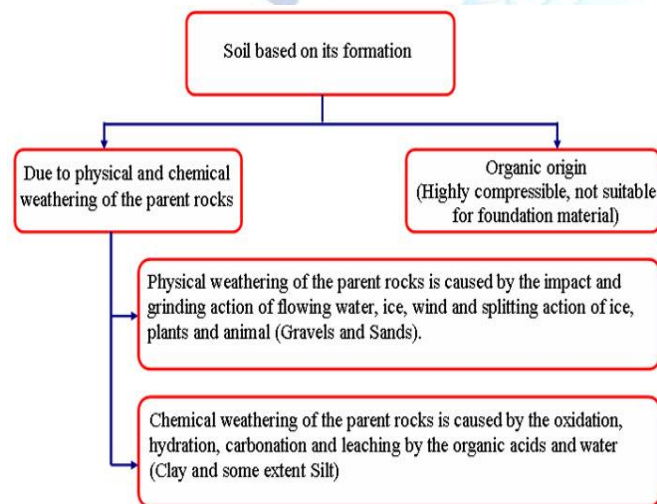 Soil based on its formation
Due to physical and chemical
weathering of the parent rocks
Organic origin
(Highly compressible, not suitable
for foundation material)
Physical weathering of the parent rocks is caused by the impact and
grinding action of flowing water, ice, wind and splitting action of ice,
plants and animal (Gravels and Sands).
Chemical weathering of the parent rocks is caused by the oxidation,
hydration, carbonation and leaching by the organic acids and water
(Clay and some extent Silt)